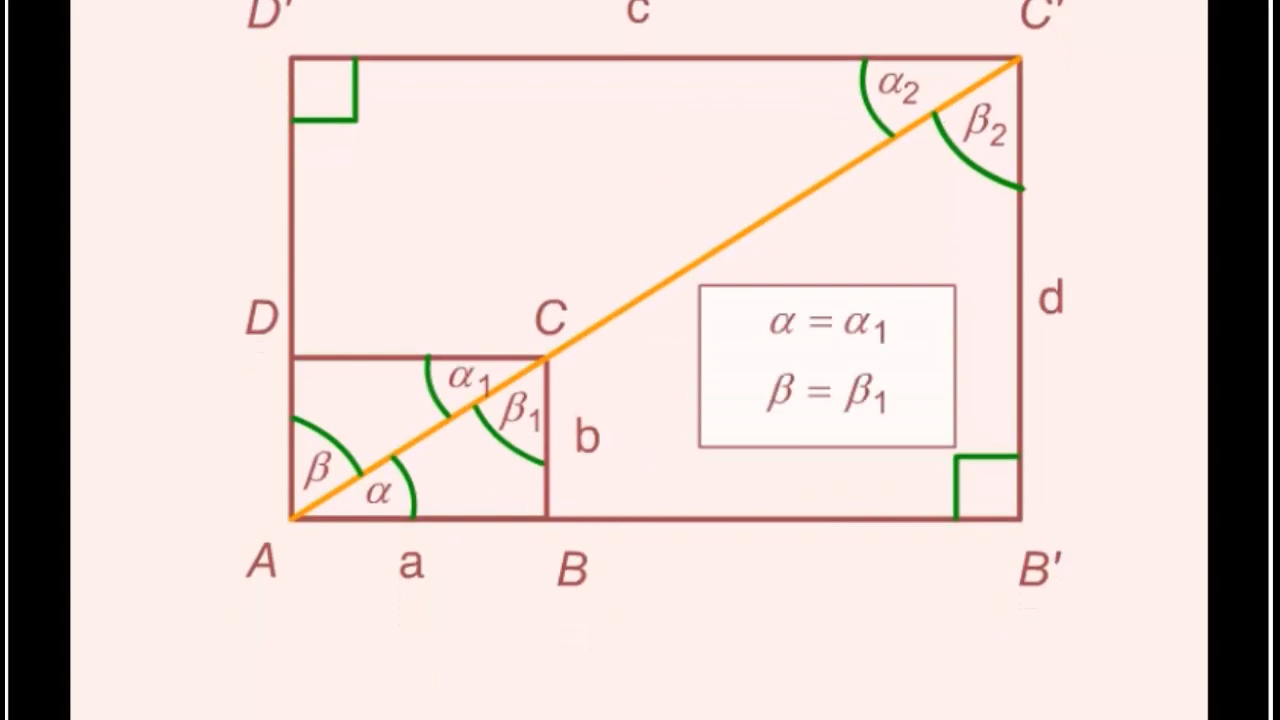 D' c C'
α₂
β₂
D C d
α = α₁
α₁
β = β₁
β₁ b
β α
A a B B'